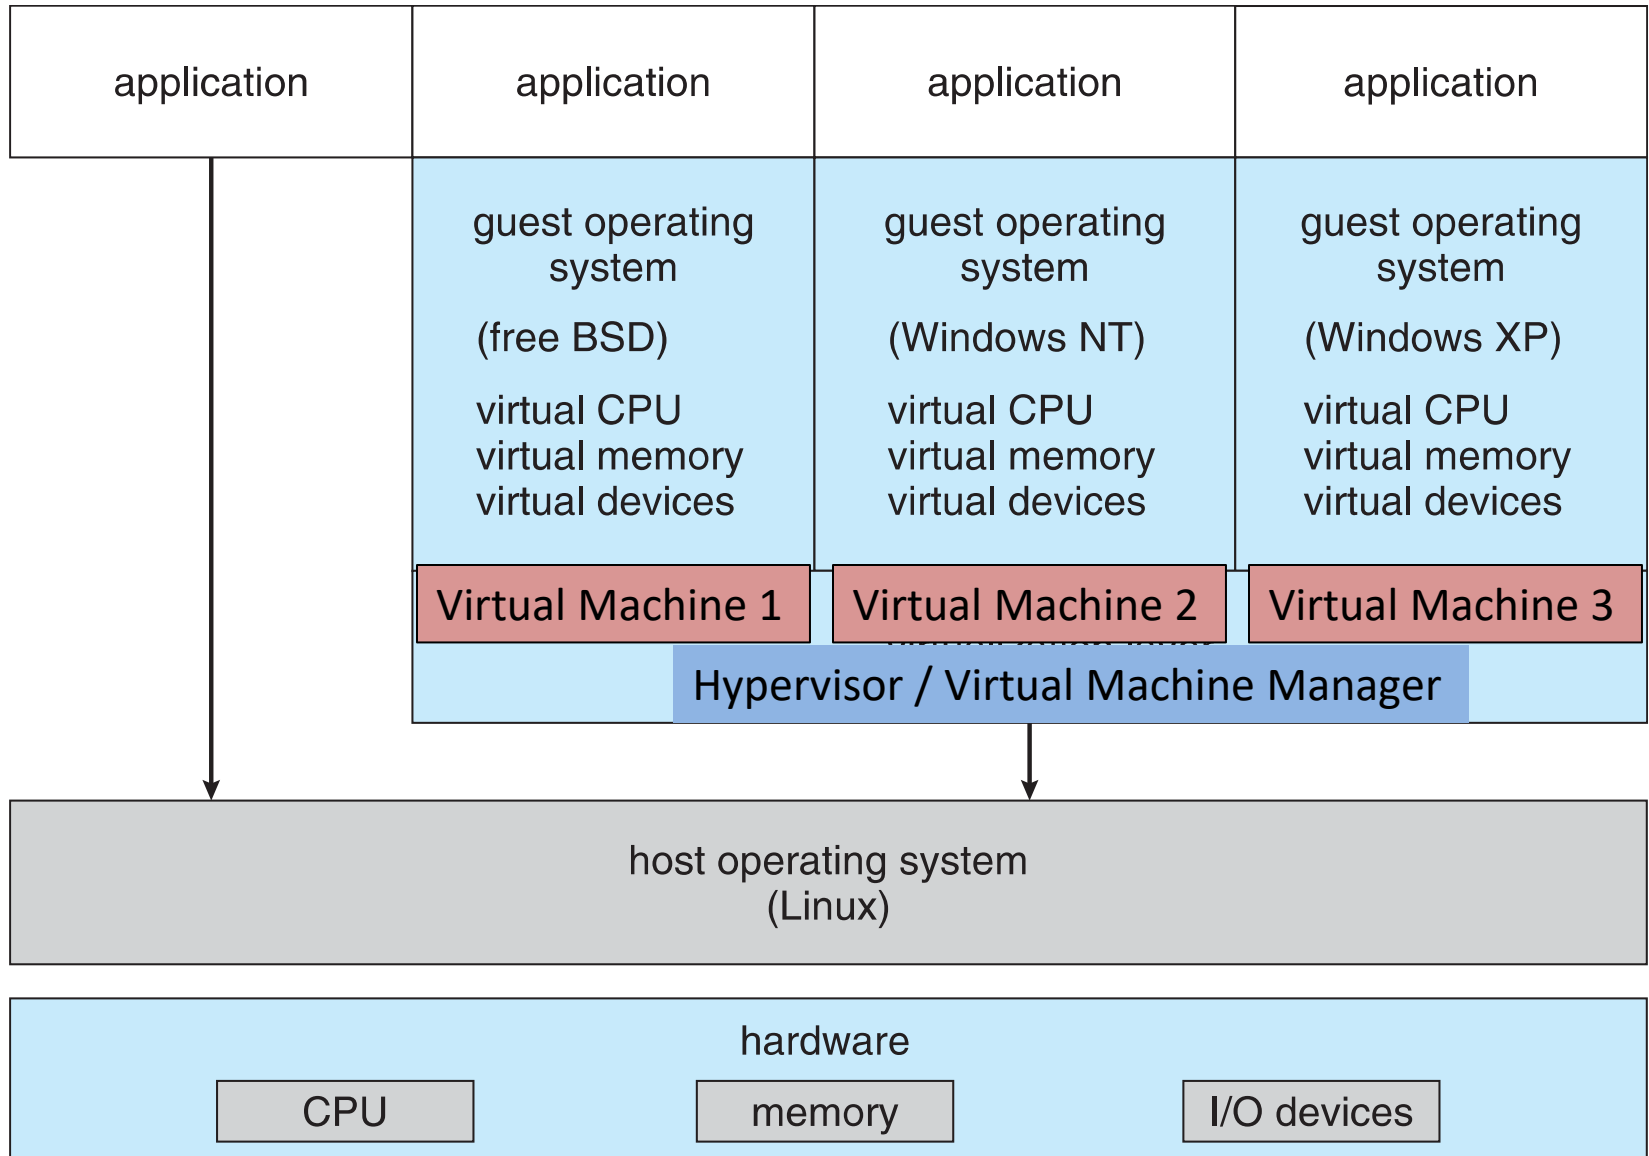 application
application
application
application
guest operating
system
(free BSD)
virtual CPU
virtual memory
virtual devices
guest operating
system
(Windows NT)
virtual CPU
virtual memory
virtual devices
guest operating
system
(Windows XP)
virtual CPU
virtual memory
virtual devices
Virtual Machine 1
Virtual Machine 2
Virtual Machine 3
Hypervisor / Virtual Machine Manager
host operating system
(Linux)
hardware
CPU
memory
I/O devices